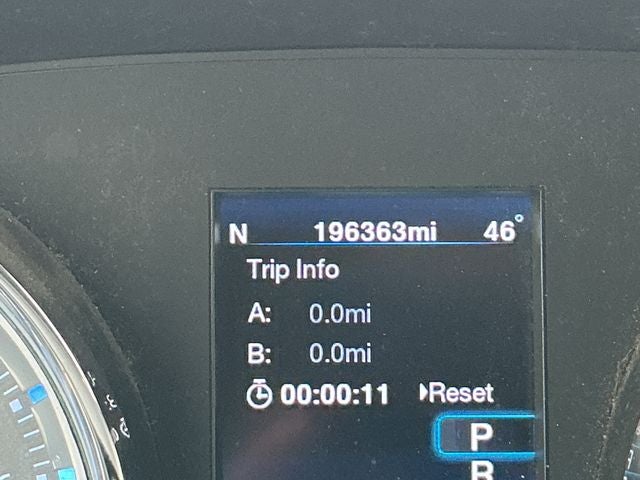 N 196363mi 46°
Trip Info
A: 0.0mi
B: 0.0mi
00:00:11 Reset
P
R